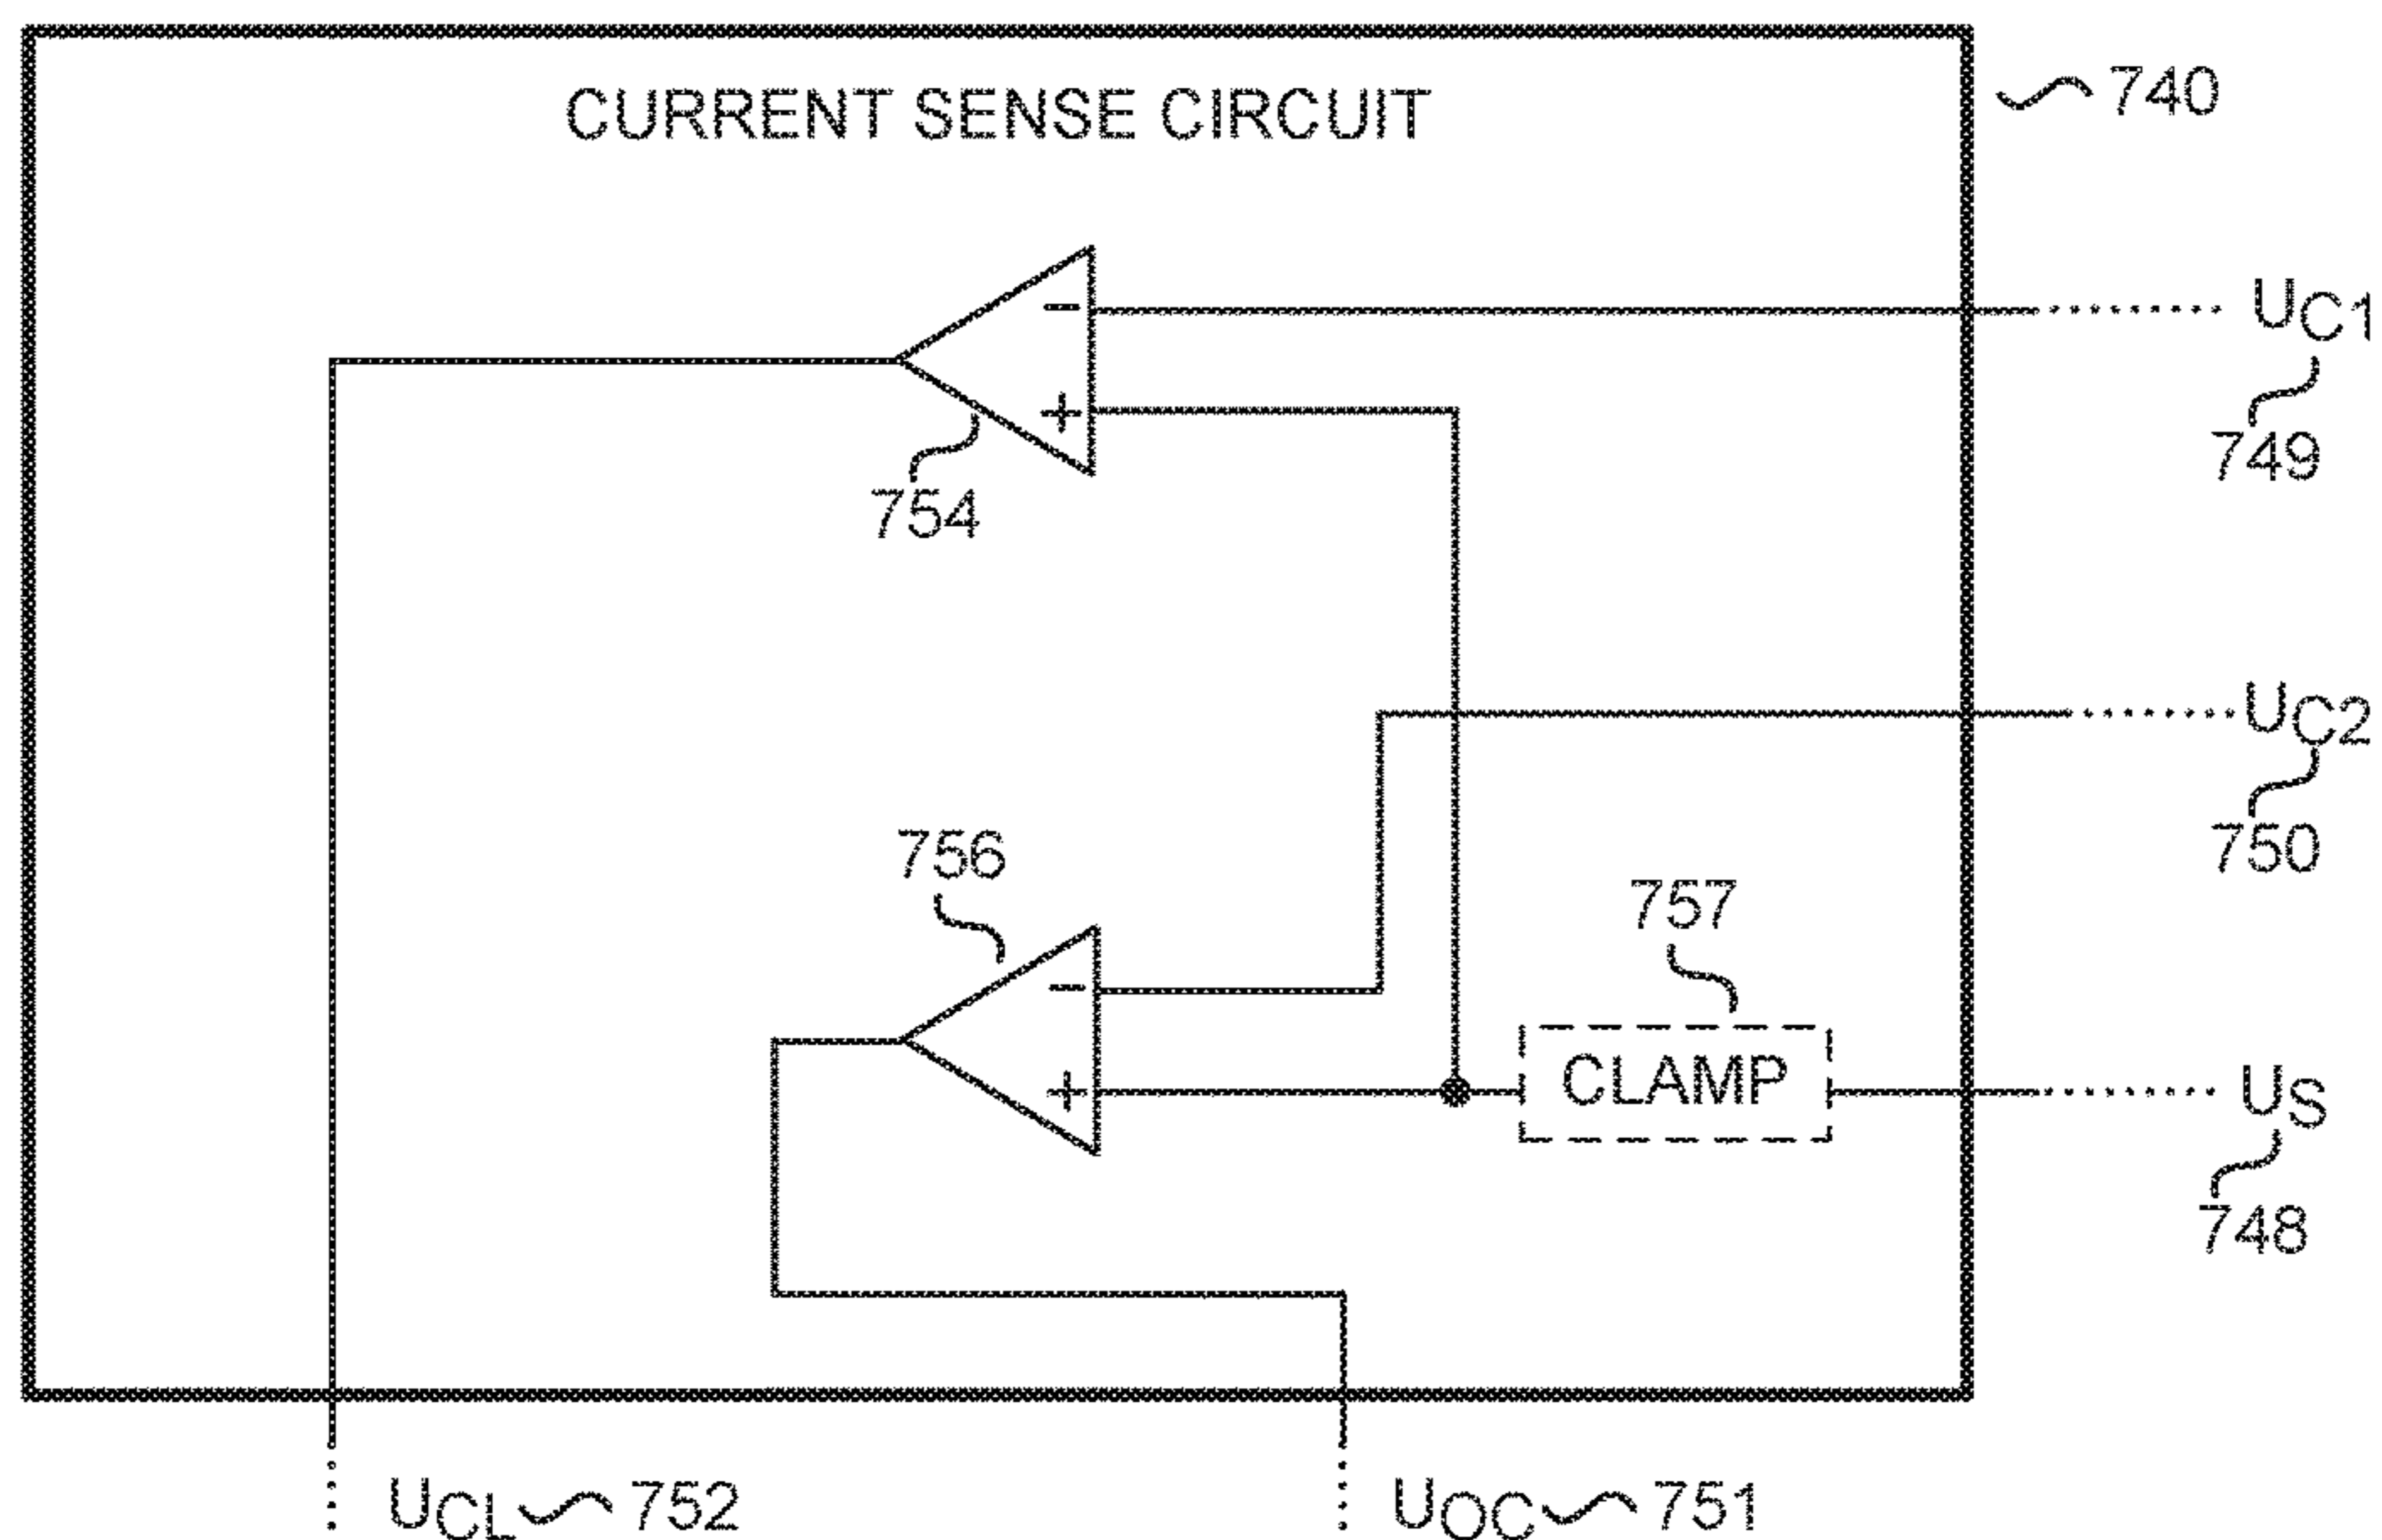 CURRENT SENSE CIRCUIT
740
UC1
749
−
+
754
UC2
750
756
757
−
+
CLAMP
US
748
UCL 752
UOC 751